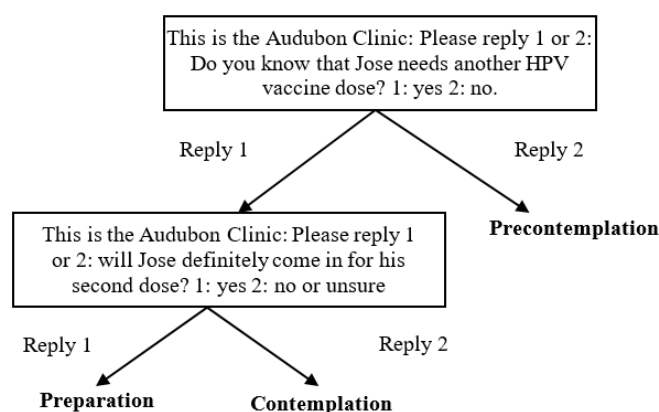 This is the Audubon Clinic: Please reply 1 or 2:
Do you know that Jose needs another HPV
vaccine dose? 1: yes 2: no.
Reply 1
Reply 2
Precontemplation
This is the Audubon Clinic: Please reply 1
or 2: will Jose definitely come in for his
second dose? 1: yes 2: no or unsure
Reply 1
Reply 2
Preparation
Contemplation